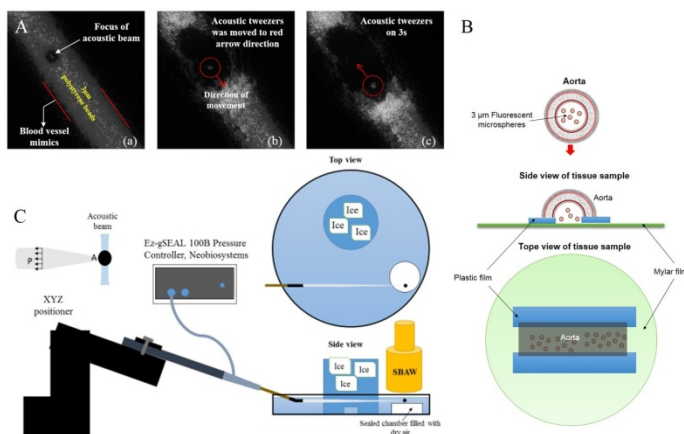 A
Focus of
acoustic beam
3μm
polystyrene beads
Blood vessel
mimics
(a)
Acoustic tweezers
was moved to red
arrow direction
Direction of
movement
(b)
Acoustic tweezers
on 3s
(c)
B
Aorta
3 μm Fluorescent
microspheres
Side view of tissue sample
Aorta
Plastic film
Mylar film
Tope view of tissue sample
Aorta
C
Acoustic
beam
P
A
Ez-gSEAL 100B Pressure
Controller, Neobiosystems
XYZ
positioner
Top view
Ice
Ice
Ice
Side view
Ice
Ice
Ice
SBAW
Sealed chamber filled with
dry air